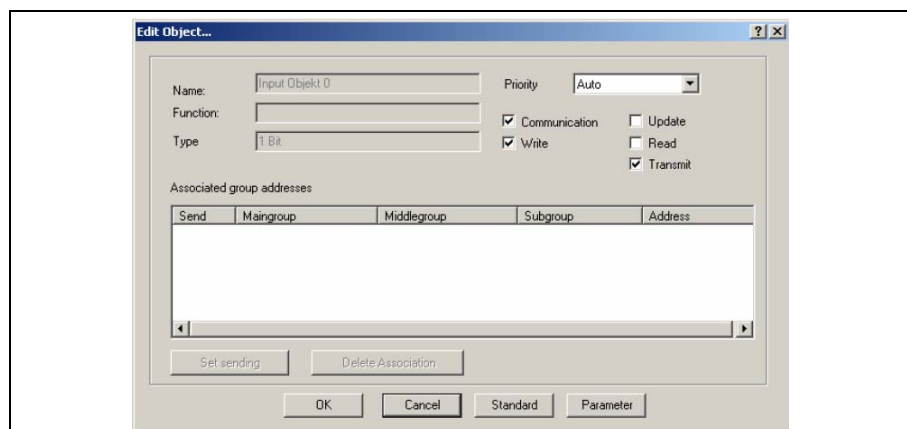 Edit Object...
Name: Input Objekt 0 Priority Auto
Function: Communication Update
Type 1 Bit Write Read
Transmit
Associated group addresses
Send Maingroup Middlegroup Subgroup Address
Set sending Delete Association
OK Cancel Standard Parameter